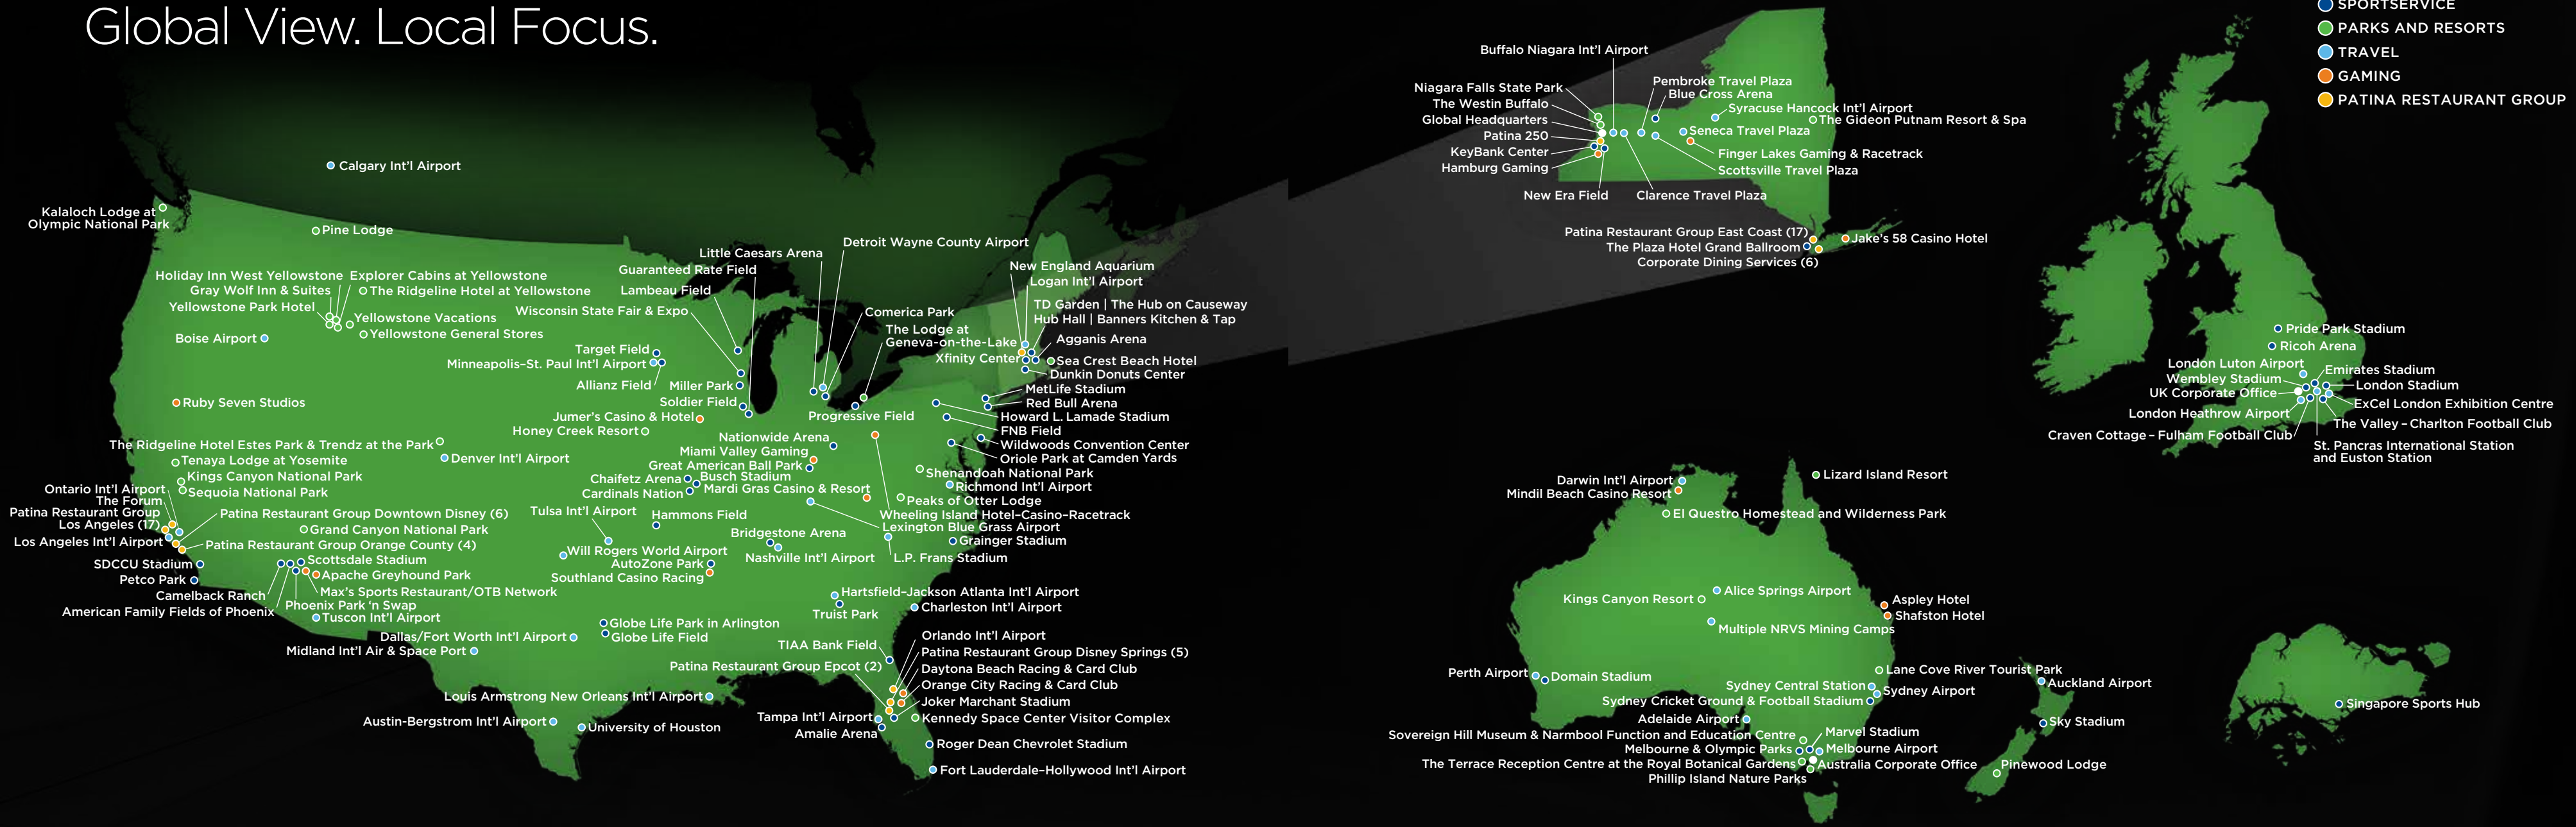 Global View. Local Focus.
SPORTSERVICE
PARKS AND RESORTS
TRAVEL
GAMING
PATINA RESTAURANT GROUP
Calgary Int'l Airport
Kalaloch Lodge at
Olympic National Park
Pine Lodge
Holiday Inn West Yellowstone
Explorer Cabins at Yellowstone
Gray Wolf Inn & Suites
The Ridgeline Hotel at Yellowstone
Yellowstone Park Hotel
Yellowstone Vacations
Yellowstone General Stores
Boise Airport
Ruby Seven Studios
The Ridgeline Hotel Estes Park & Trendz at the Park
Denver Int'l Airport
Tenaya Lodge at Yosemite
Kings Canyon National Park
Sequoia National Park
Ontario Int'l Airport
The Forum
Patina Restaurant Group
Los Angeles (17)
Los Angeles Int'l Airport
Patina Restaurant Group Downtown Disney (6)
Grand Canyon National Park
Patina Restaurant Group Orange County (4)
SDCCU Stadium
Petco Park
Scottsdale Stadium
Apache Greyhound Park
Max's Sports Restaurant/OTB Network
Camelback Ranch
Phoenix Park 'n Swap
American Family Fields of Phoenix
Tuscon Int'l Airport
Dallas/Fort Worth Int'l Airport
Midland Int'l Air & Space Port
Louis Armstrong New Orleans Int'l Airport
Austin-Bergstrom Int'l Airport
University of Houston
Globe Life Park in Arlington
Globe Life Field
Little Caesars Arena
Detroit Wayne County Airport
Guaranteed Rate Field
Lambeau Field
Wisconsin State Fair & Expo
Target Field
Minneapolis–St. Paul Int'l Airport
Allianz Field
Miller Park
Soldier Field
Jumer's Casino & Hotel
Honey Creek Resort
Comerica Park
The Lodge at
Geneva-on-the-Lake
Progressive Field
Nationwide Arena
Miami Valley Gaming
Great American Ball Park
Chaifetz Arena
Busch Stadium
Cardinals Nation
Mardi Gras Casino & Resort
Tulsa Int'l Airport
Hammons Field
Will Rogers World Airport
AutoZone Park
Southland Casino Racing
Bridgestone Arena
Nashville Int'l Airport
New England Aquarium
Logan Int'l Airport
TD Garden | The Hub on Causeway
Hub Hall | Banners Kitchen & Tap
Agganis Arena
Xfinity Center
Sea Crest Beach Hotel
Dunkin Donuts Center
MetLife Stadium
Red Bull Arena
Howard L. Lamade Stadium
FNB Field
Wildwoods Convention Center
Oriole Park at Camden Yards
Shenandoah National Park
Richmond Int'l Airport
Peaks of Otter Lodge
Wheeling Island Hotel–Casino–Racetrack
Lexington Blue Grass Airport
Grainger Stadium
L.P. Frans Stadium
Hartsfield–Jackson Atlanta Int'l Airport
Truist Park
Charleston Int'l Airport
TIAA Bank Field
Patina Restaurant Group Epcot (2)
Orlando Int'l Airport
Patina Restaurant Group Disney Springs (5)
Daytona Beach Racing & Card Club
Orange City Racing & Card Club
Joker Marchant Stadium
Kennedy Space Center Visitor Complex
Tampa Int'l Airport
Amalie Arena
Roger Dean Chevrolet Stadium
Fort Lauderdale–Hollywood Int'l Airport
Buffalo Niagara Int'l Airport
Niagara Falls State Park
The Westin Buffalo
Global Headquarters
Patina 250
KeyBank Center
Hamburg Gaming
New Era Field
Clarence Travel Plaza
Pembroke Travel Plaza
Blue Cross Arena
Syracuse Hancock Int'l Airport
The Gideon Putnam Resort & Spa
Seneca Travel Plaza
Finger Lakes Gaming & Racetrack
Scottsville Travel Plaza
Patina Restaurant Group East Coast (17)
The Plaza Hotel Grand Ballroom
Corporate Dining Services (6)
Jake's 58 Casino Hotel
Pride Park Stadium
Ricoh Arena
London Luton Airport
Emirates Stadium
Wembley Stadium
London Stadium
UK Corporate Office
ExCel London Exhibition Centre
London Heathrow Airport
The Valley – Charlton Football Club
Craven Cottage – Fulham Football Club
St. Pancras International Station
and Euston Station
Darwin Int'l Airport
Mindil Beach Casino Resort
Lizard Island Resort
El Questro Homestead and Wilderness Park
Alice Springs Airport
Kings Canyon Resort
Multiple NRVS Mining Camps
Aspley Hotel
Shafston Hotel
Perth Airport
Domain Stadium
Lane Cove River Tourist Park
Sydney Central Station
Sydney Airport
Sydney Cricket Ground & Football Stadium
Adelaide Airport
Sovereign Hill Museum & Narmbool Function and Education Centre
Marvel Stadium
Melbourne & Olympic Parks
Melbourne Airport
The Terrace Reception Centre at the Royal Botanical Gardens
Australia Corporate Office
Phillip Island Nature Parks
Auckland Airport
Sky Stadium
Pinewood Lodge
Singapore Sports Hub